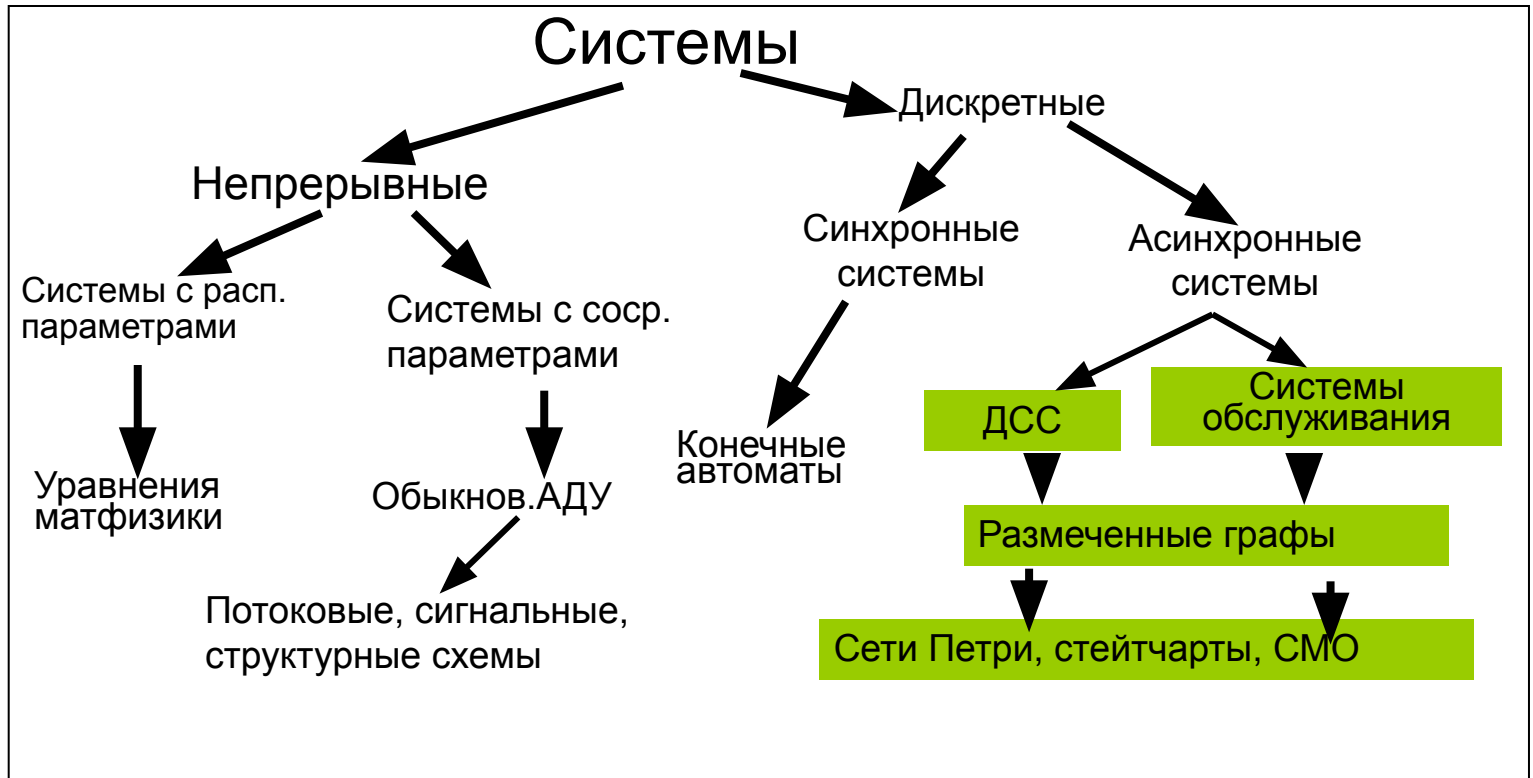 Системы
Дискретные
Непрерывные
Синхронные
системы
Асинхронные
системы
Системы с расп.
параметрами
Системы с соср.
параметрами
ДСС
Системы
обслуживания
Конечные
автоматы
Уравнения
матфизики
Обыкнов.АДУ
Размеченные графы
Потоковые, сигнальные,
структурные схемы
Сети Петри, стейтчарты, СМО